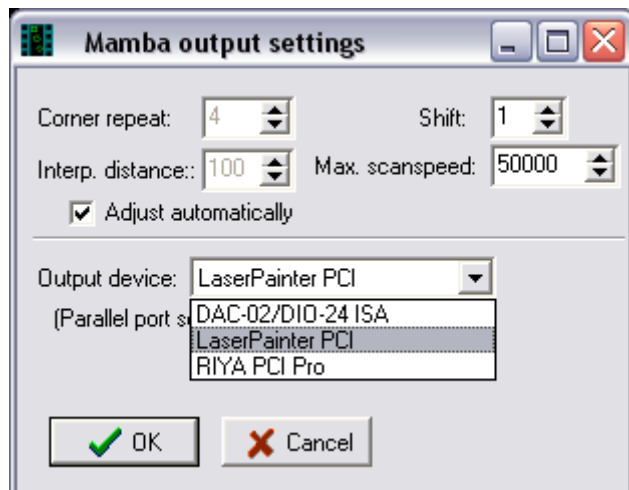 Mamba output settings
Corner repeat: 4 Shift: 1
Interp. distance:: 100 Max. scanspeed: 50000
Adjust automatically
Output device: LaserPainter PCI
(Parallel port
DAC-02/DIO-24 ISA
LaserPainter PCI
RIYA PCI Pro
OK Cancel